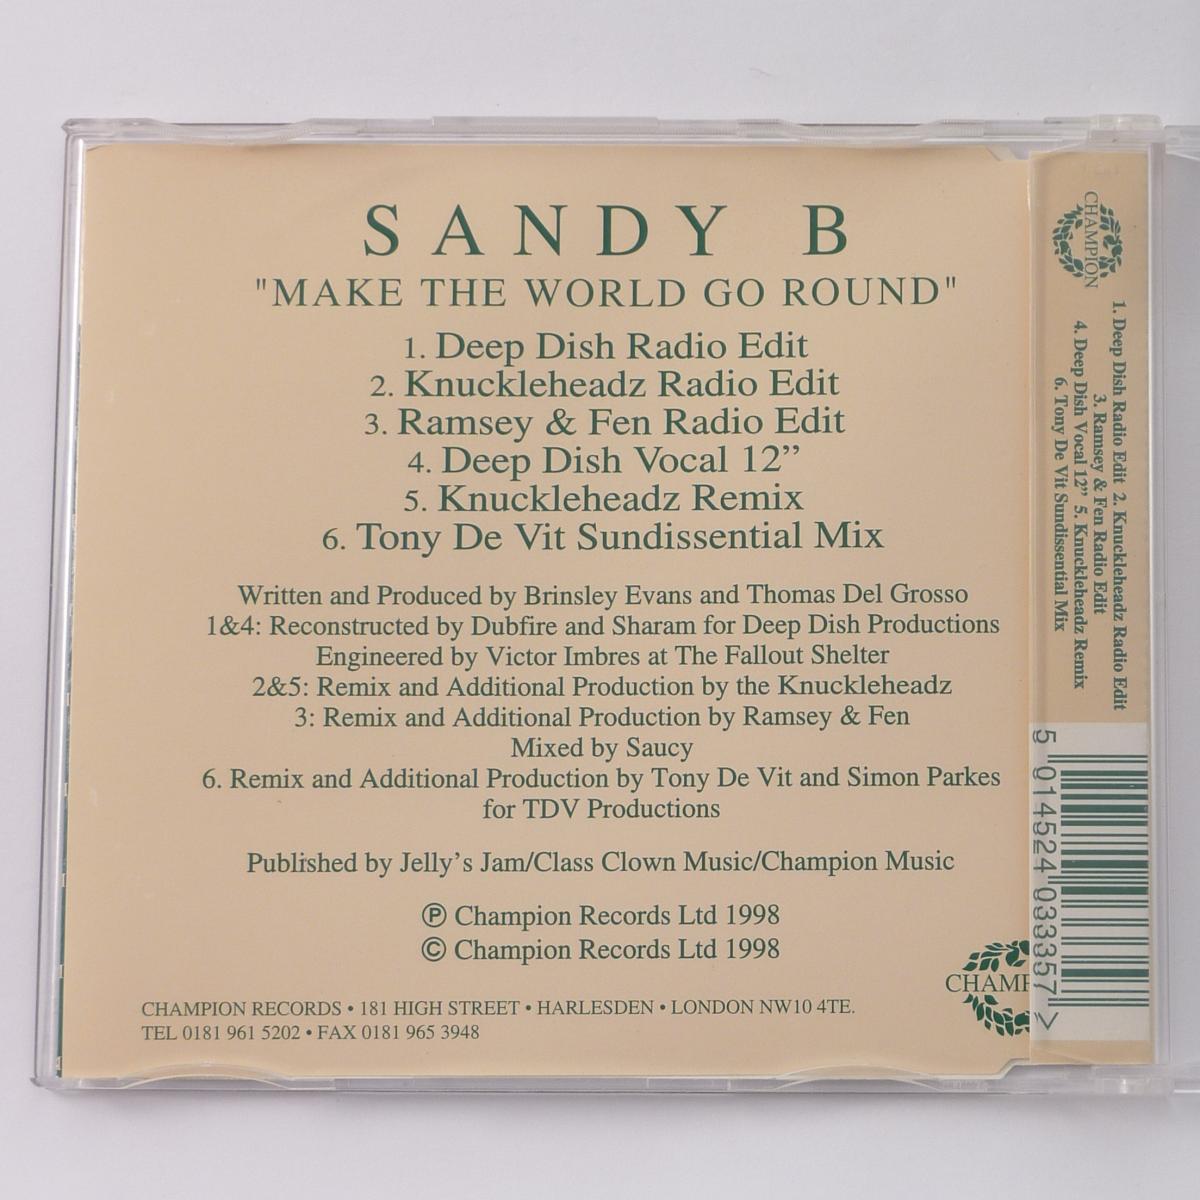 SANDY B
"MAKE THE WORLD GO ROUND"
1. Deep Dish Radio Edit
2. Knuckleheadz Radio Edit
3. Ramsey & Fen Radio Edit
4. Deep Dish Vocal 12”
5. Knuckleheadz Remix
6. Tony De Vit Sundissential Mix
Written and Produced by Brinsley Evans and Thomas Del Grosso
1&4: Reconstructed by Dubfire and Sharam for Deep Dish Productions
Engineered by Victor Imbres at The Fallout Shelter
2&5: Remix and Additional Production by the Knuckleheadz
3: Remix and Additional Production by Ramsey & Fen
Mixed by Saucy
6. Remix and Additional Production by Tony De Vit and Simon Parkes
for TDV Productions
Published by Jelly’s Jam/Class Clown Music/Champion Music
℗ Champion Records Ltd 1998
© Champion Records Ltd 1998
CHAMPION RECORDS • 181 HIGH STREET • HARLESDEN • LONDON NW10 4TE.
TEL 0181 961 5202 • FAX 0181 965 3948
CHAMP
CHAMPION
1. Deep Dish Radio Edit 2. Knuckleheadz Radio Edit
3. Ramsey & Fen Radio Edit
4. Deep Dish Vocal 12” 5. Knuckleheadz Remix
6. Tony De Vit Sundissential Mix
5 014524 033357 >